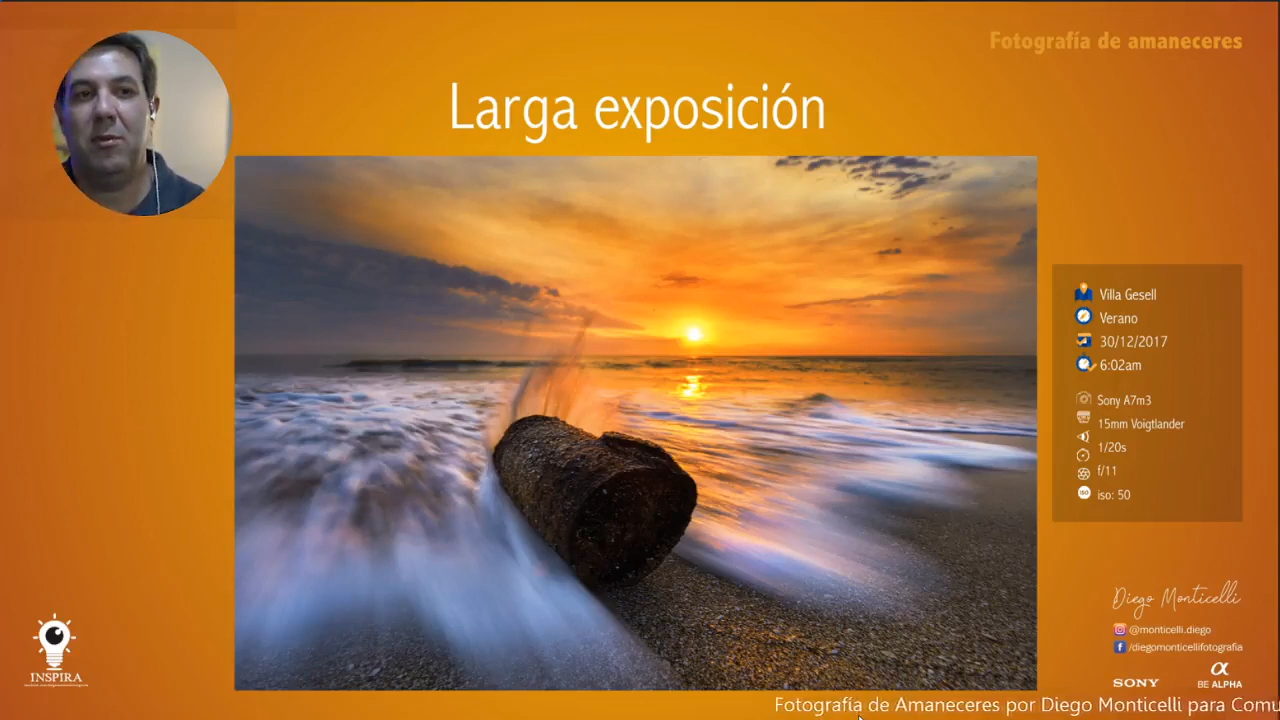 Fotografía de amaneceres
Larga exposición
Villa Gesell
Verano
30/12/2017
6:02am
Sony A7m3
15mm Voigtlander
1/20s
f/11
ISO
iso: 50
Diego Monticelli
@monticelli.diego
f /diegomonticellifotografia
SONY
α
BE ALPHA
INSPIRA
Fotografía de Amaneceres por Diego Monticelli para Comu